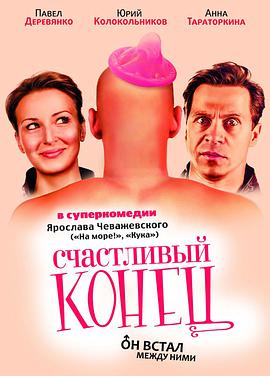 Павел ДЕРЕВЯНКО
Юрий КОЛОКОЛЬНИКОВ
Анна ТАРАТОРКИНА
в суперкомедии
Ярослава Чеважевского
(«На море!», «Кука»)
СЧАСТЛИВЫЙ
КОНЕЦ
ОН ВСТАЛ
МЕЖДУ НИМИ